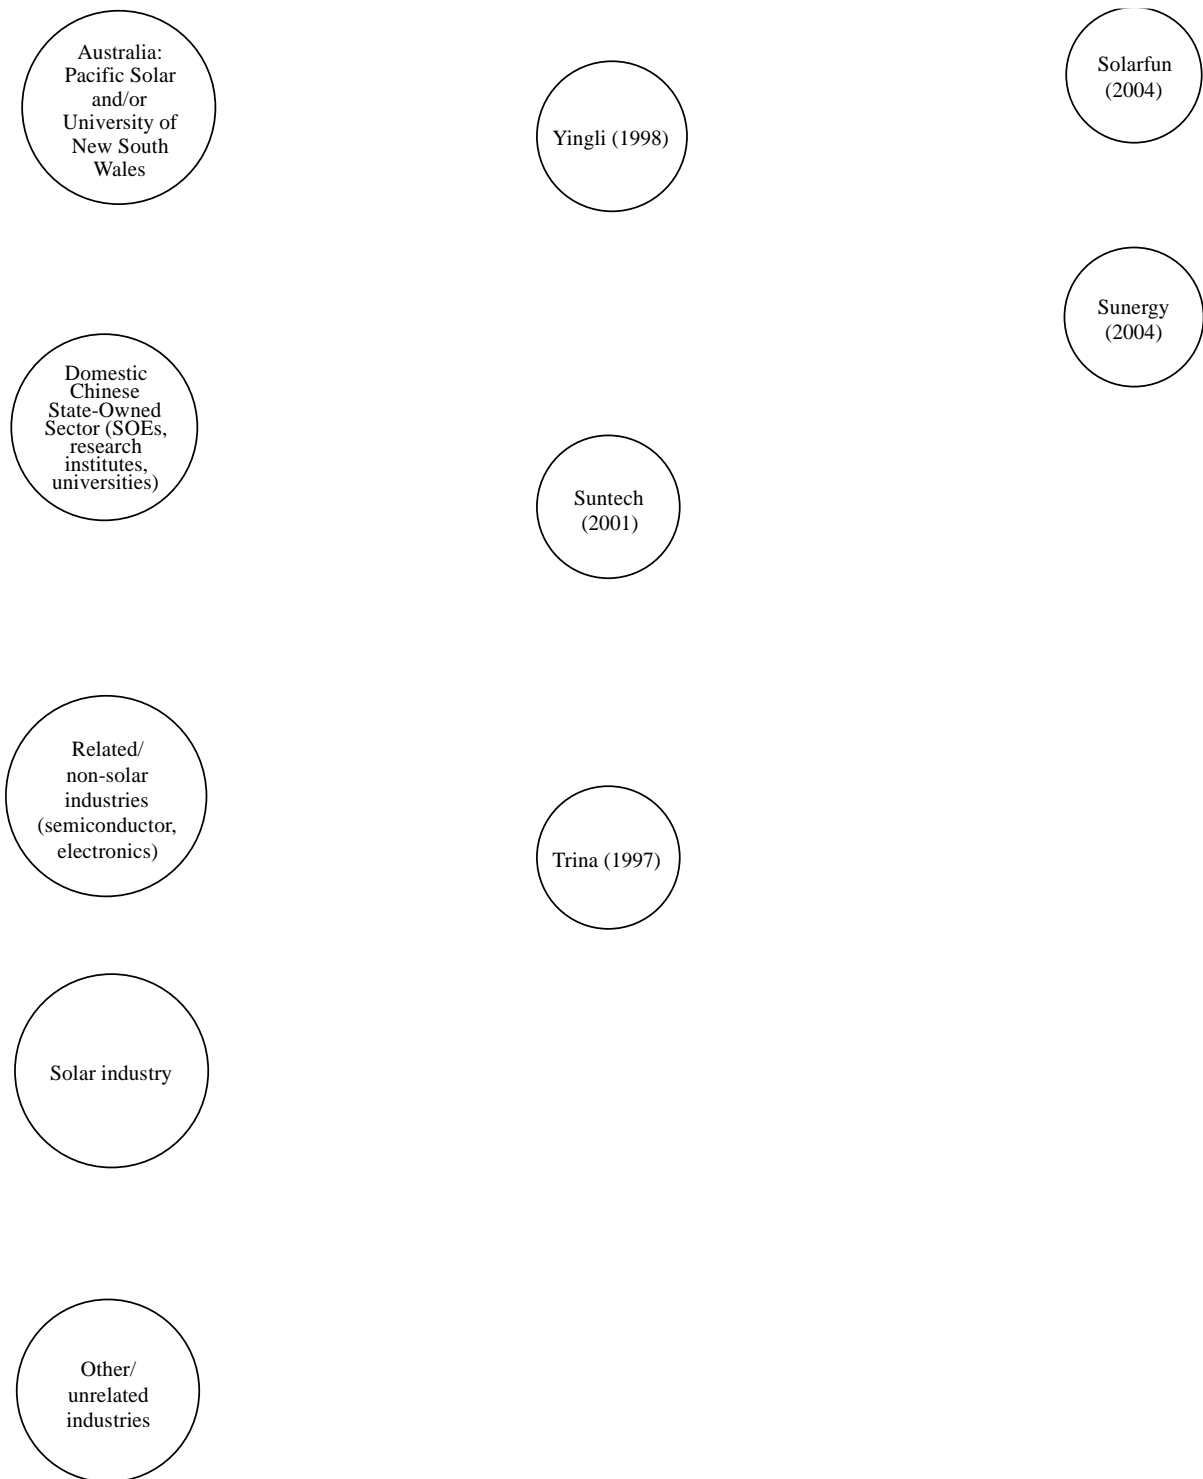 Australia:
Pacific Solar
and/or
University of
New South
Wales
Yingli (1998)
Solarfun
(2004)
Sunergy
(2004)
Domestic
Chinese
State-Owned
Sector (SOEs,
research
institutes,
universities)
Suntech
(2001)
Related/
non-solar
industries
(semiconductor,
electronics)
Trina (1997)
Solar industry
Other/
unrelated
industries